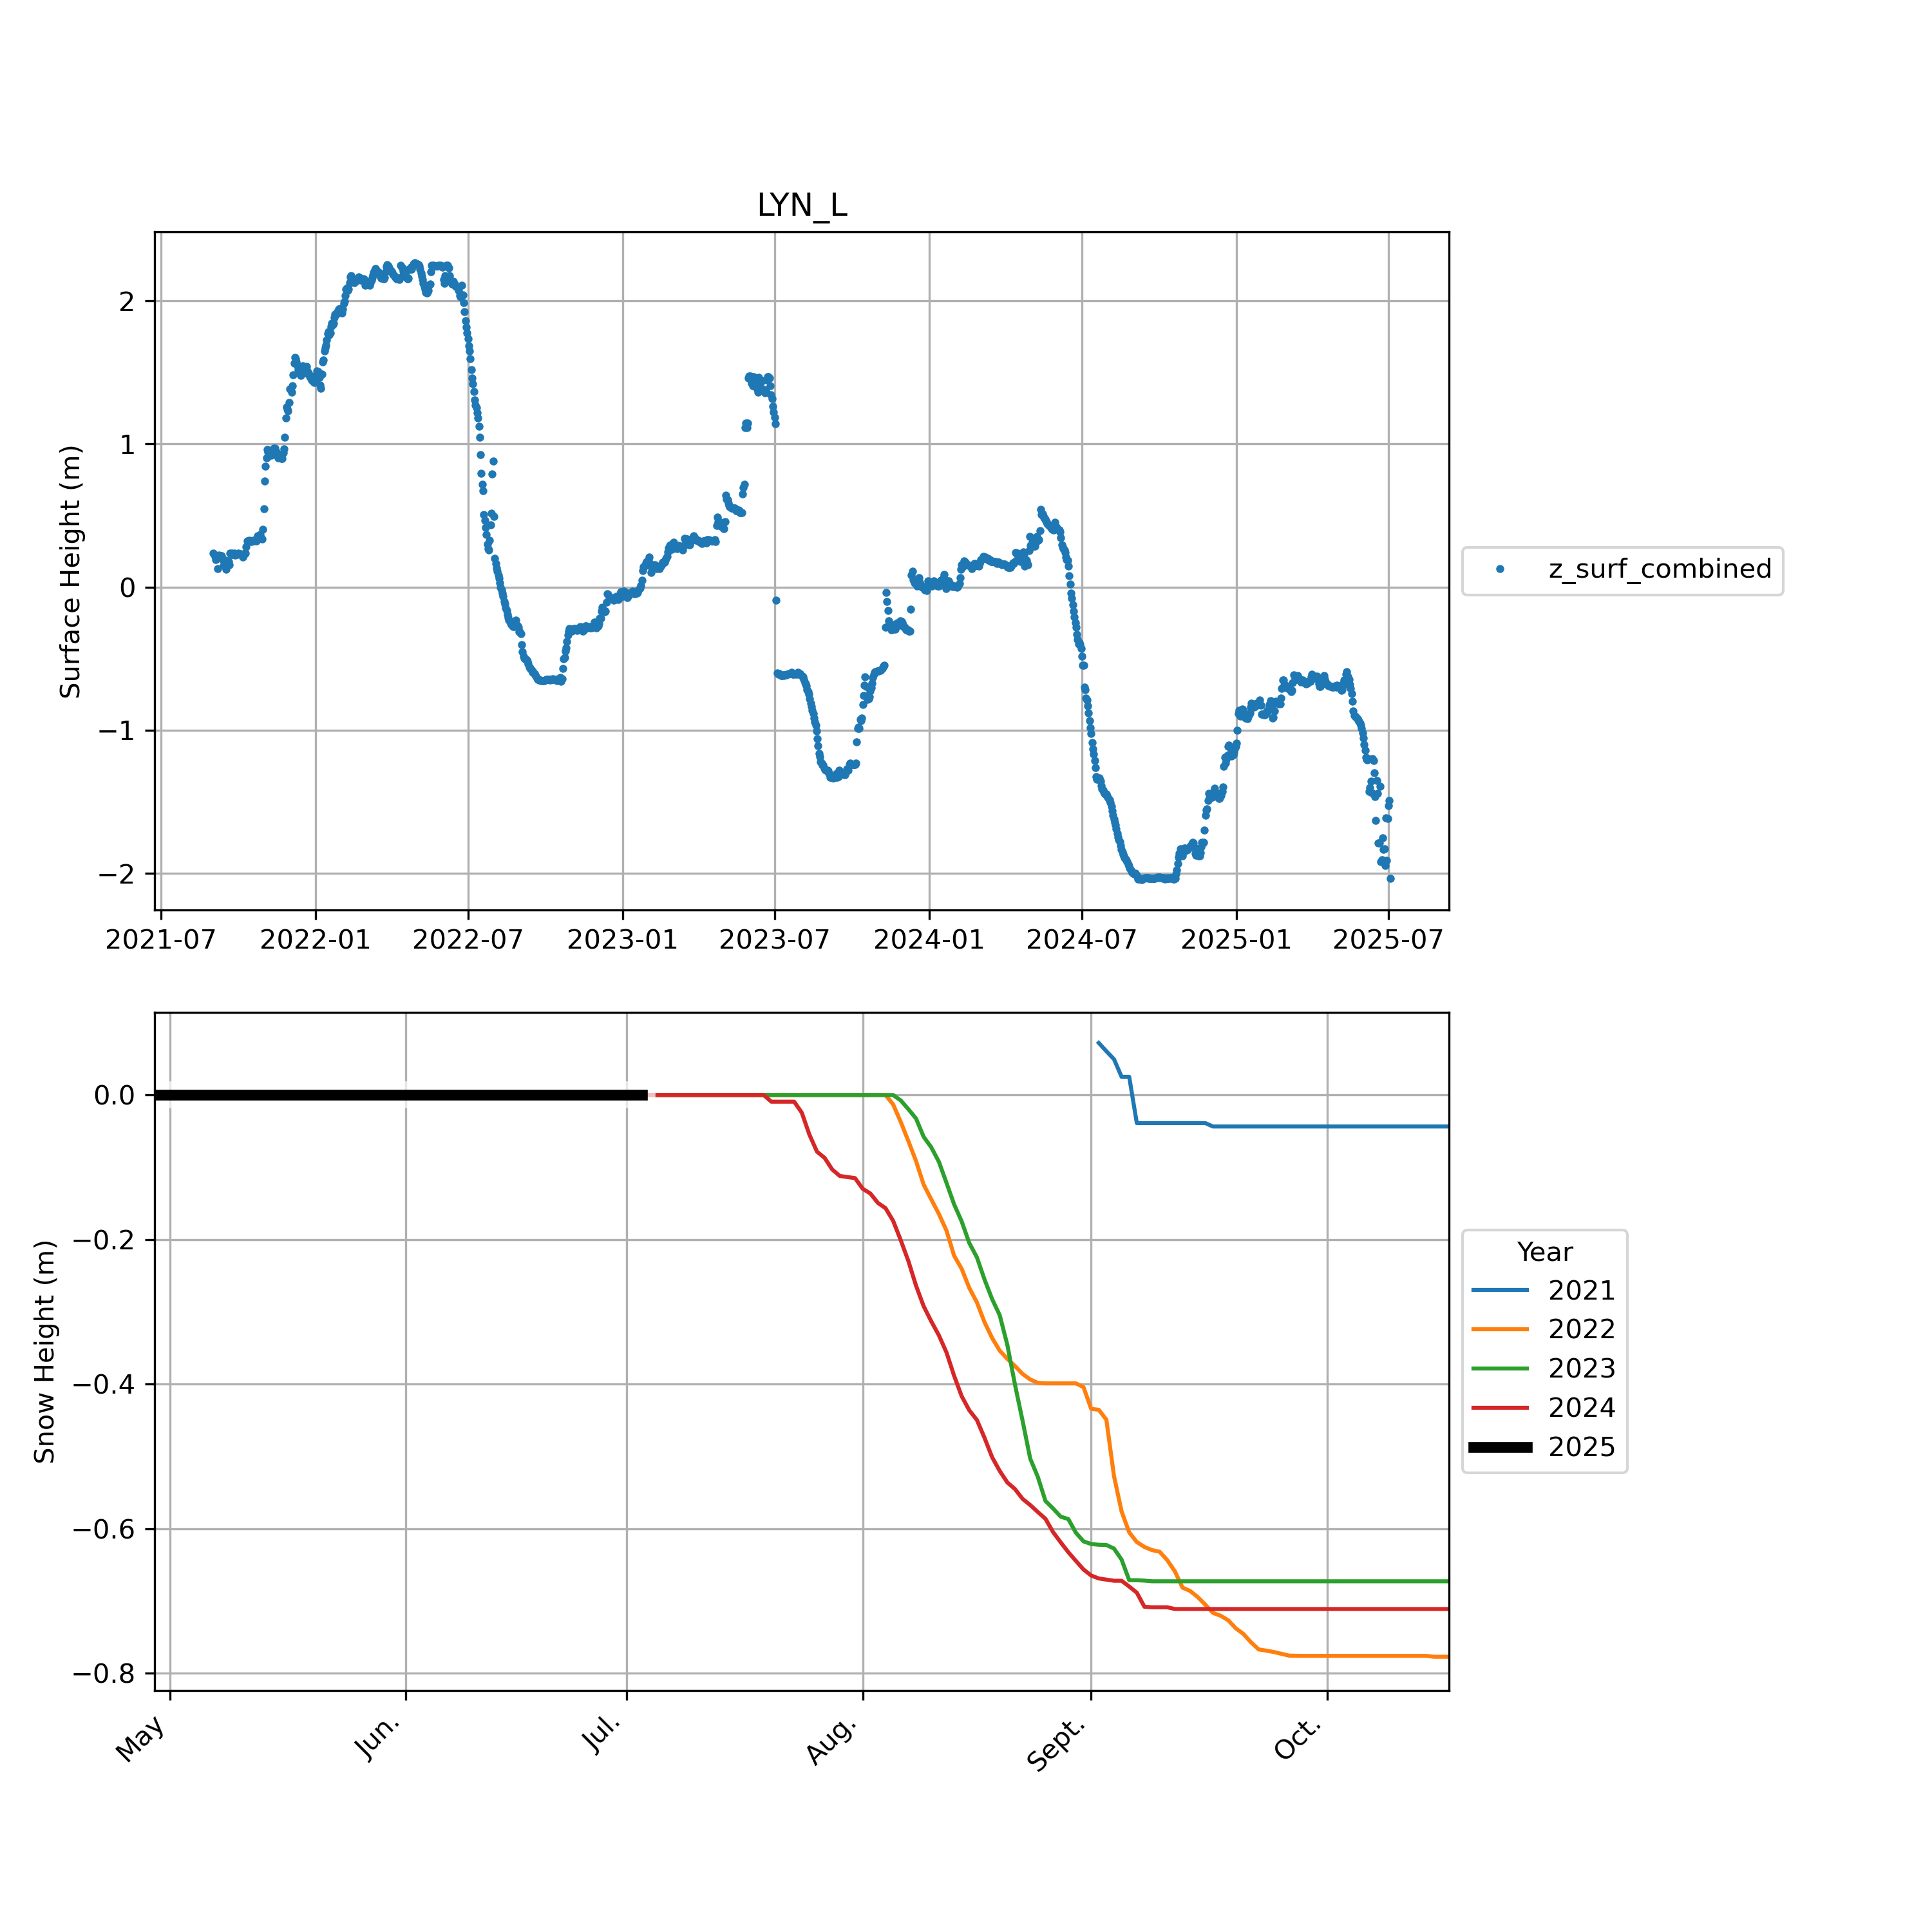 LYN_L
Surface Height (m)
2
1
0
−1
−2
2021-07 2022-01 2022-07 2023-01 2023-07 2024-01 2024-07 2025-01 2025-07
z_surf_combined
Snow Height (m)
0.0
−0.2
−0.4
−0.6
−0.8
May Jun. Jul. Aug. Sept. Oct.
Year
2021
2022
2023
2024
2025